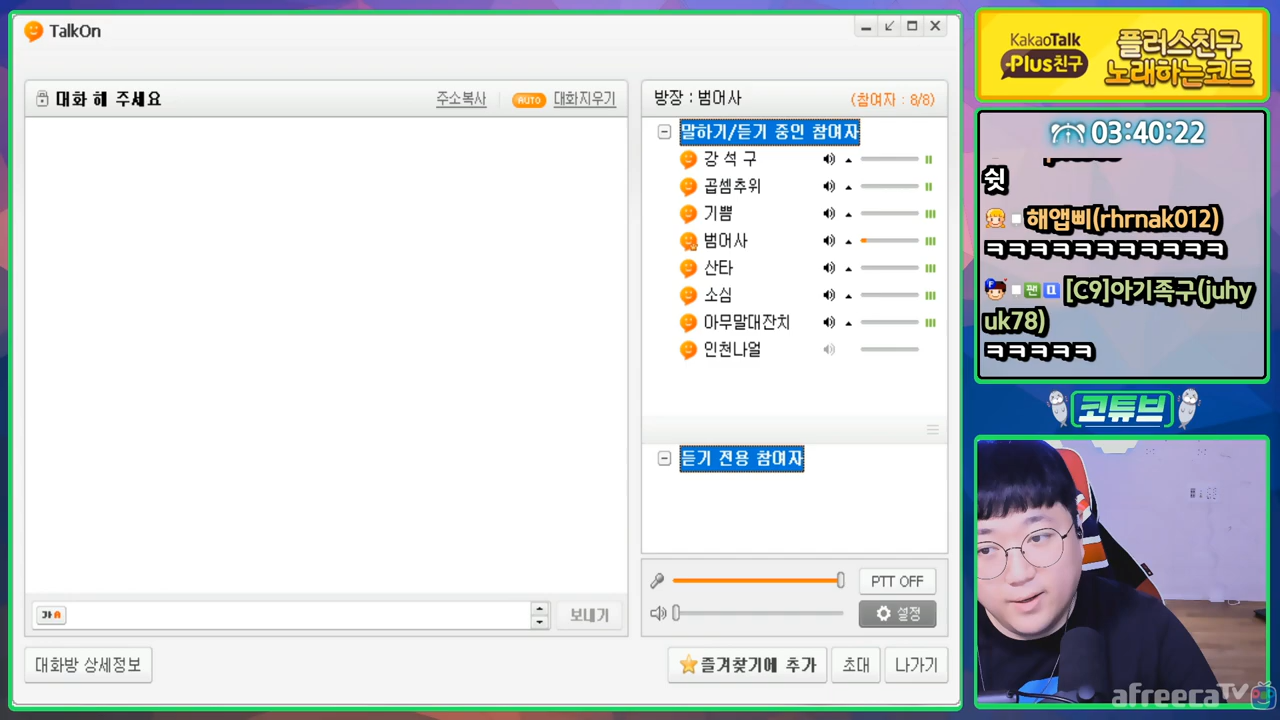 TalkOn
대화 해 주세요
주소복사
AUTO 대화지우기
방장 : 범어사
(참여자 : 8/8)
말하기/듣기 중인 참여자
강 석 구
곱셈추위
기쁨
범어사
산타
소심
아무말대잔치
인천나얼
듣기 전용 참여자
PTT OFF
설정
가
보내기
대화방 상세정보
즐겨찾기에 추가
초대
나가기
KakaoTalk
Plus친구
플러스친구
노래하는코트
03:40:22
쉿
해앱삐(rhrnak012)
ㅋㅋㅋㅋㅋㅋㅋㅋㅋㅋㅋ
팬 [C9]아기족구(juhy
uk78)
ㅋㅋㅋㅋㅋ
코튜브
afreecaTV